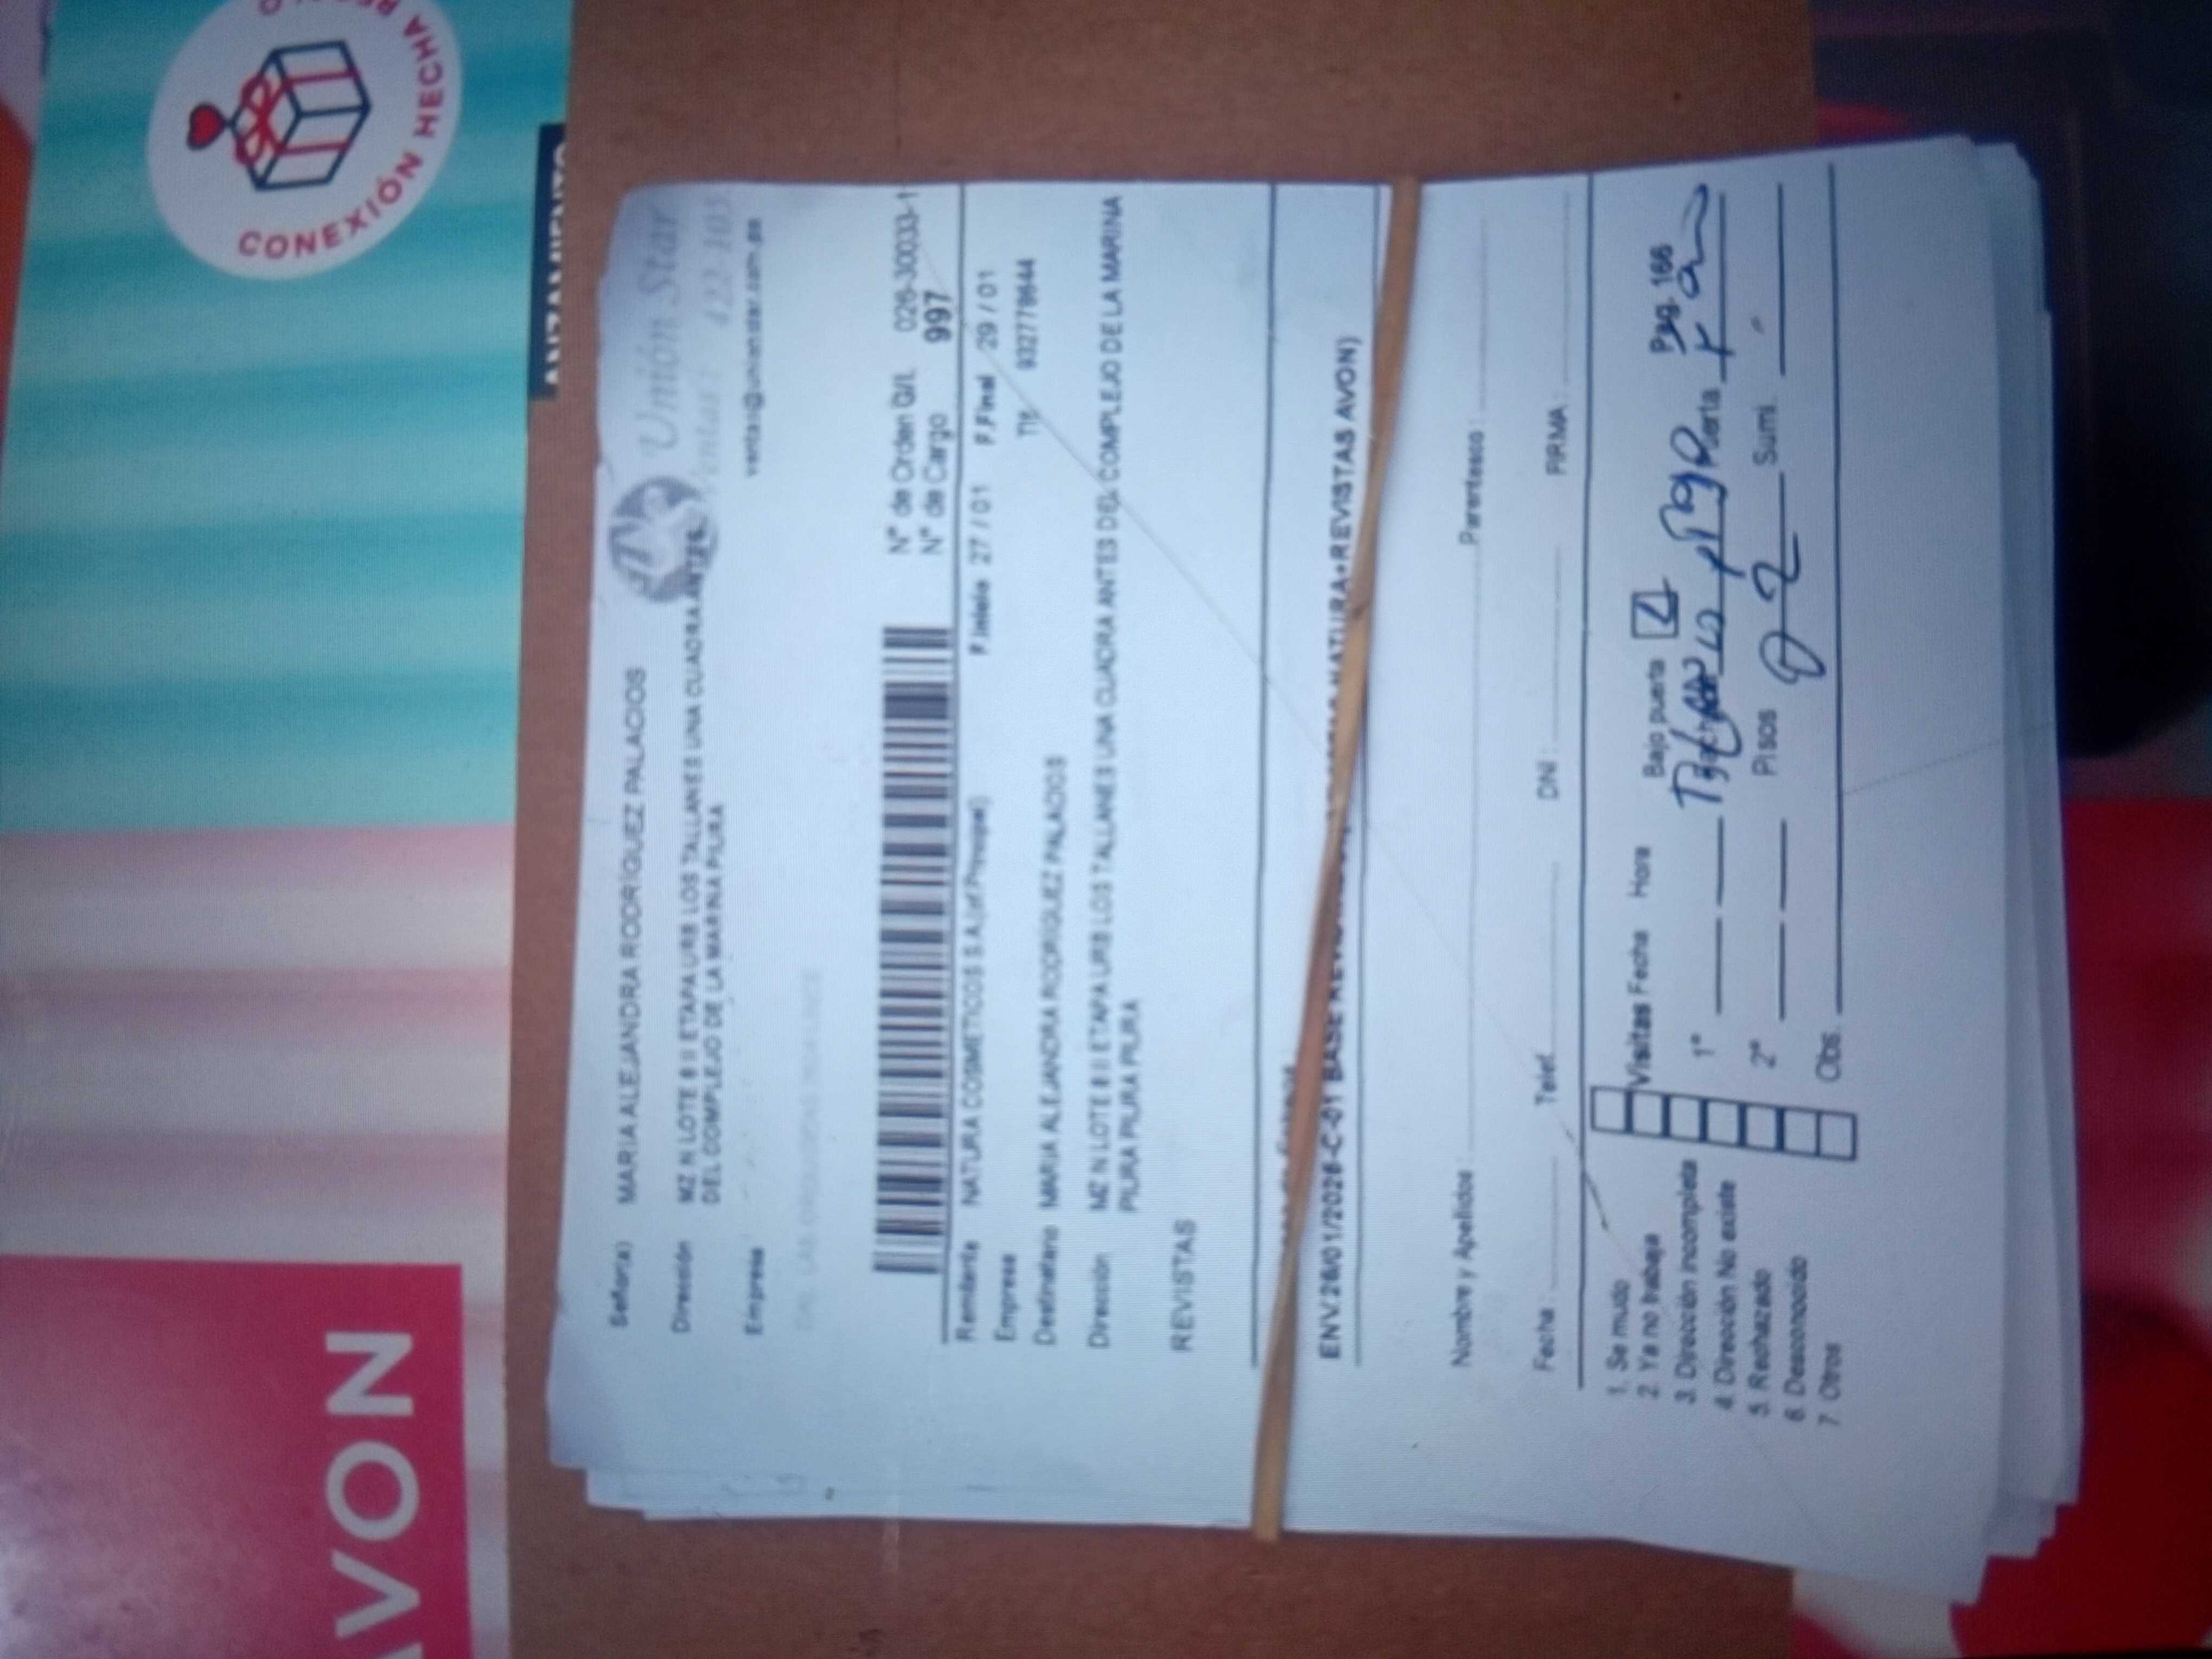 AVON
CONEXIÓN HECHA
Unión Star
Señor(a) MARIA ALEJANDRA RODRIGUEZ PALACIOS
Dirección MZ N LOTE 8 II ETAPA URB LOS TALLANES UNA CUADRA ANTES
DEL COMPLEJO DE LA MARINA PIURA
ventas@unionstar.com.pe
Empresa
N° de Orden G/L 026-30033-1
N° de Cargo 997
F.Inicio 27 / 01 F.Final 29 / 01
Remitente NATURA COSMETICOS S.A.(of.Principal)
Empresa Tlf.
Destinatario MARIA ALEJANDRA RODRIGUEZ PALACIOS
Dirección MZ N LOTE 8 II ETAPA URB LOS TALLANES UNA CUADRA ANTES DEL COMPLEJO DE LA MARINA
PIURA PIURA PIURA
REVISTAS
ENV.26/01/2026-C-01 BASE NATURA+REVISTAS AVON)
Nombre y Apellidos : Parentesco :
Fecha : Telef. DNI : FIRMA :
1. Se mudo
2. Ya no trabaja
3. Dirección incompleta
4. Dirección No existe
5. Rechazado
6. Desconocido
7. Otros
Visitas Fecha Hora Bajo puerta Pag. 166
1° Puerta
2° Pisos 2 Sumi.
Obs.